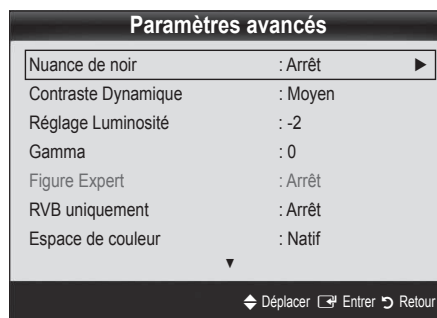 Paramètres avancés
Nuance de noir : Arrêt ▶
Contraste Dynamique : Moyen
Réglage Luminosité : -2
Gamma : 0
Figure Expert : Arrêt
RVB uniquement : Arrêt
Espace de couleur : Natif
▼
Déplacer Entrer Retour